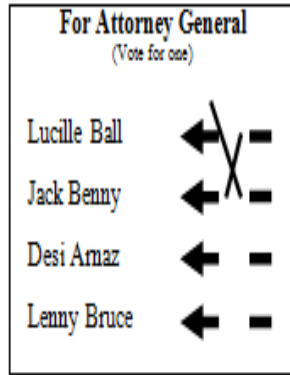 For Attorney General
(Vote for one)
Lucille Ball
Jack Benny
Desi Arnaz
Lenny Bruce